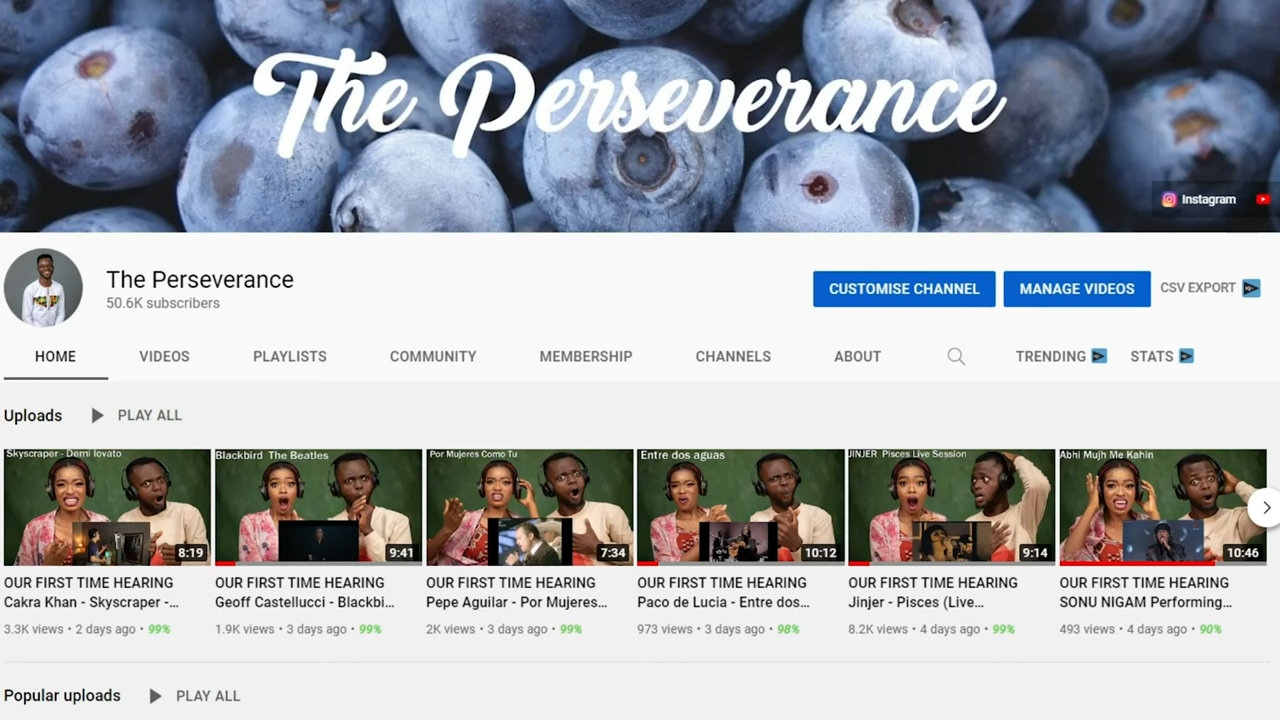 The Perseverance
Instagram
The Perseverance
50.6K subscribers
CUSTOMISE CHANNEL
MANAGE VIDEOS
CSV EXPORT
HOME
VIDEOS
PLAYLISTS
COMMUNITY
MEMBERSHIP
CHANNELS
ABOUT
TRENDING
STATS
Uploads
PLAY ALL
Skyscraper - Demi lovato
8:19
Blackbird The Beatles
9:41
Por Mujeres Como Tu
7:34
Entre dos aguas
10:12
JINJER Pisces Live Session
9:14
Abhi Mujh Me Kahin
10:46
OUR FIRST TIME HEARING
Cakra Khan - Skyscraper -...
3.3K views • 2 days ago • 99%
OUR FIRST TIME HEARING
Geoff Castellucci - Blackbi...
1.9K views • 3 days ago • 99%
OUR FIRST TIME HEARING
Pepe Aguilar - Por Mujeres...
2K views • 3 days ago • 99%
OUR FIRST TIME HEARING
Paco de Lucia - Entre dos...
973 views • 3 days ago • 98%
OUR FIRST TIME HEARING
Jinjer - Pisces (Live...
8.2K views • 4 days ago • 99%
OUR FIRST TIME HEARING
SONU NIGAM Performing...
493 views • 4 days ago • 90%
Popular uploads
PLAY ALL